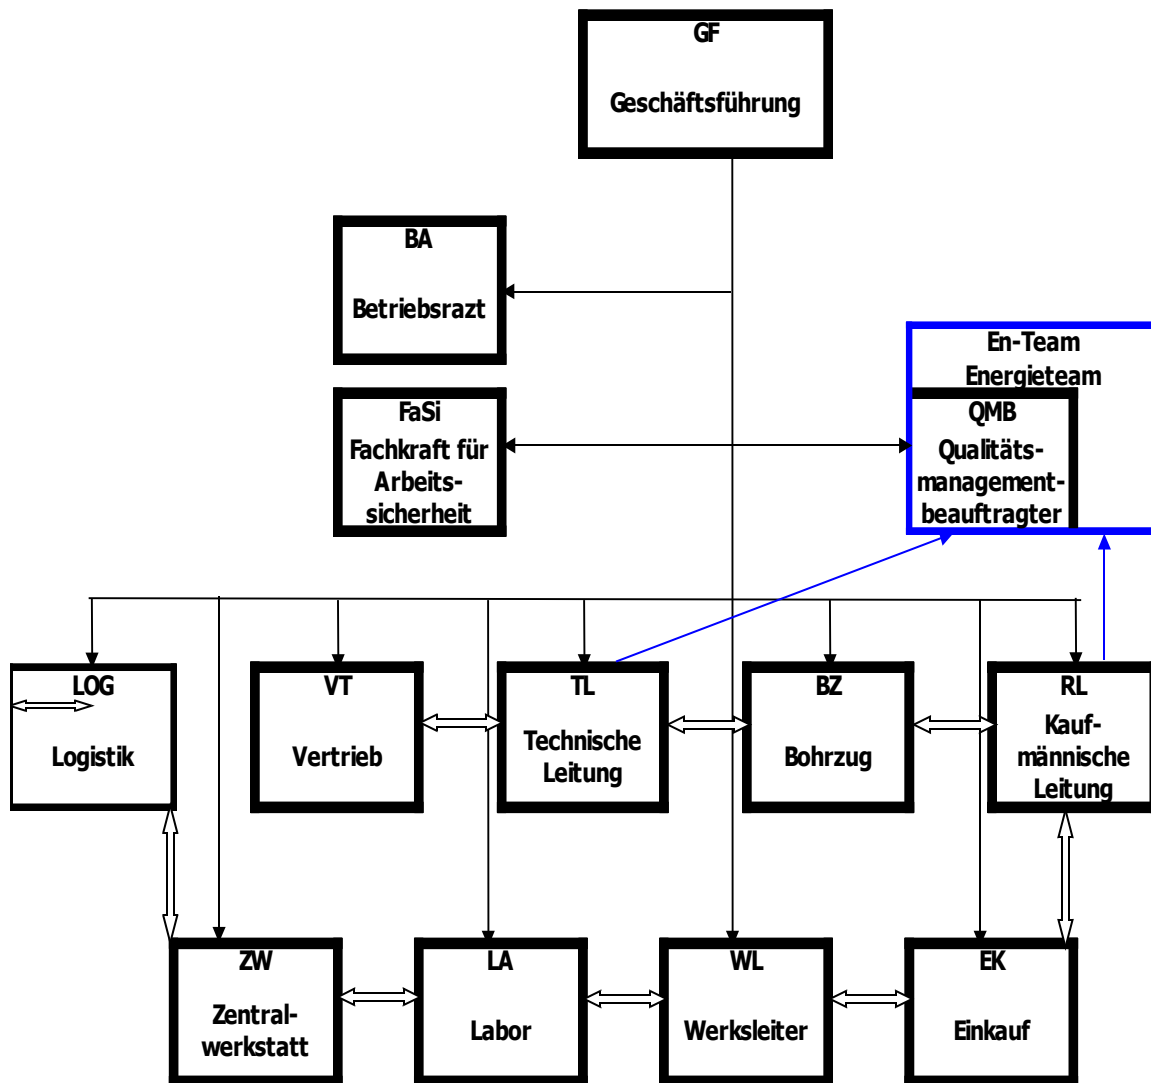 GF
Geschäftsführung
BA
Betriebsrazt
En-Team
Energieteam
FaSi
Fachkraft für
Arbeits-
sicherheit
QMB
Qualitäts-
management-
beauftragter
LOG
Logistik
VT
Vertrieb
TL
Technische
Leitung
BZ
Bohrzug
RL
Kauf-
männische
Leitung
ZW
Zentral-
werkstatt
LA
Labor
WL
Werksleiter
EK
Einkauf